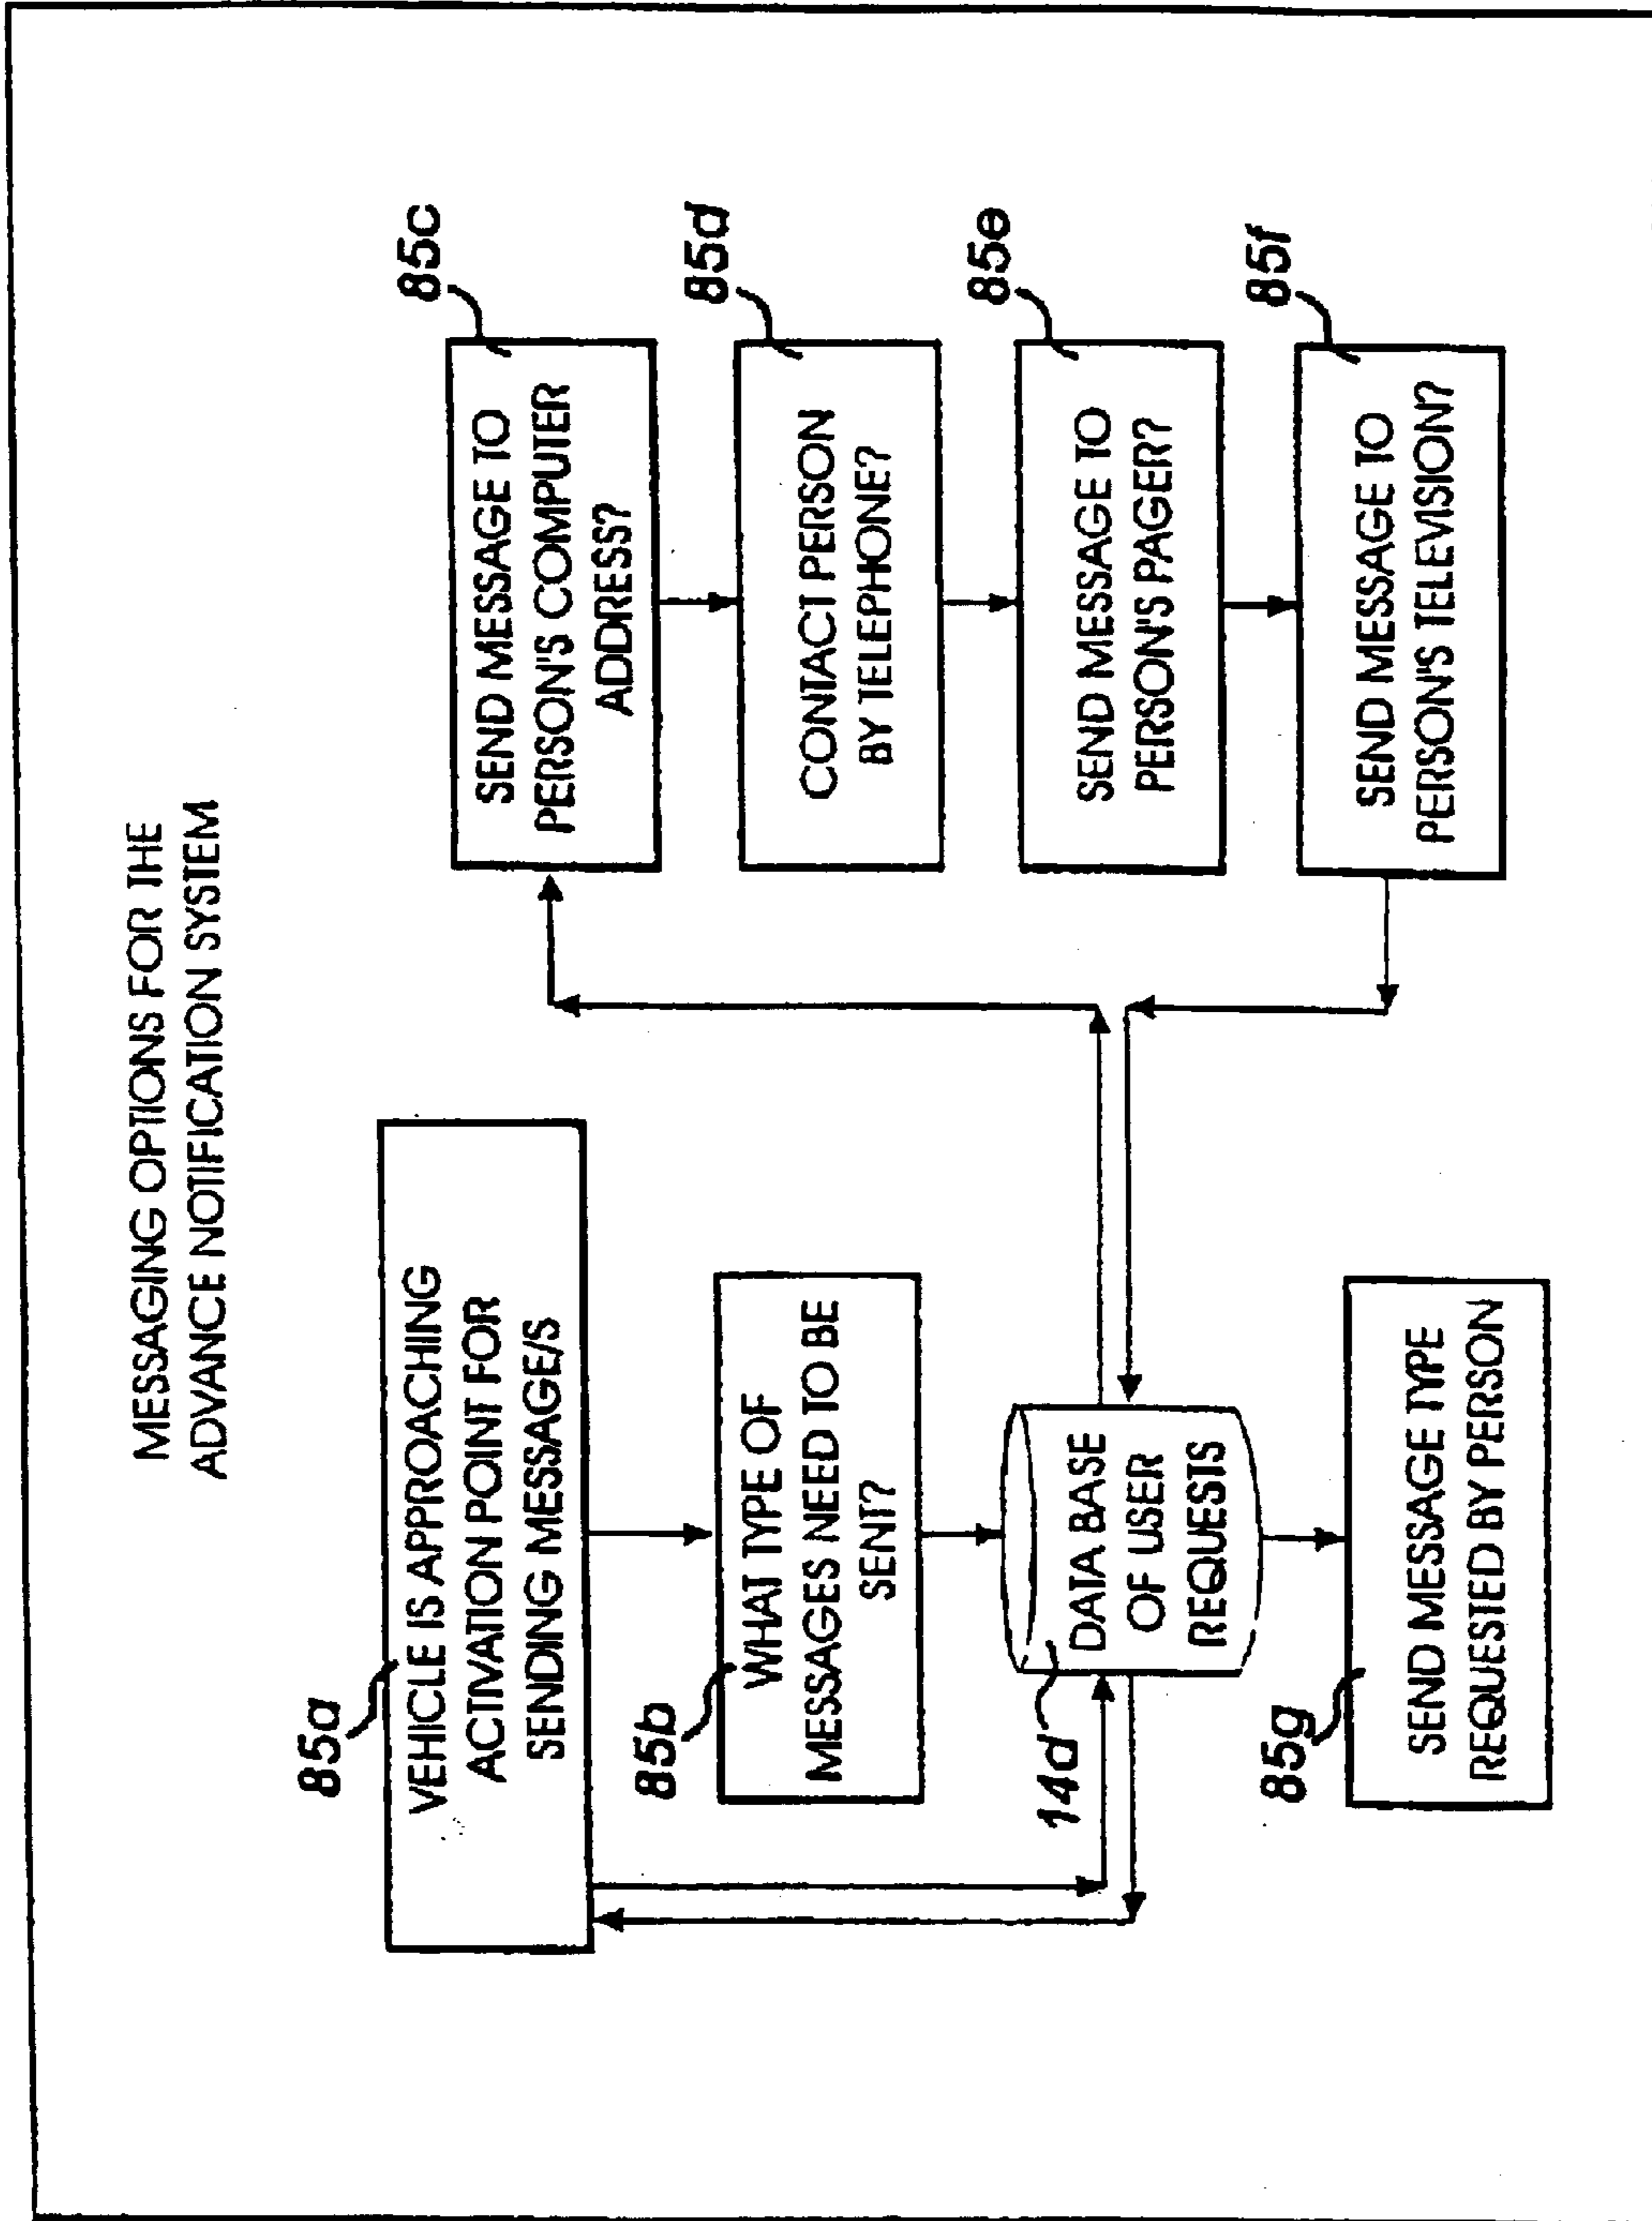 MESSAGING OPTIONS FOR THE
ADVANCE NOTIFICATION SYSTEM
85a
VEHICLE IS APPROACHING
ACTIVATION POINT FOR
SENDING MESSAGE/S
85b
WHAT TYPE OF
MESSAGES NEED TO BE
SENT?
14d
DATA BASE
OF USER
REQUESTS
85g
SEND MESSAGE TYPE
REQUESTED BY PERSON
85c
SEND MESSAGE TO
PERSON'S COMPUTER
ADDRESS?
85d
CONTACT PERSON
BY TELEPHONE?
85e
SEND MESSAGE TO
PERSON'S PAGER?
85f
SEND MESSAGE TO
PERSON'S TELEVISION?